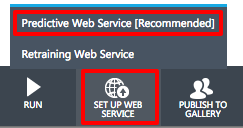 Predictive Web Service [Recommended]
Retraining Web Service
RUN
SET UP WEB
SERVICE
PUBLISH TO
GALLERY